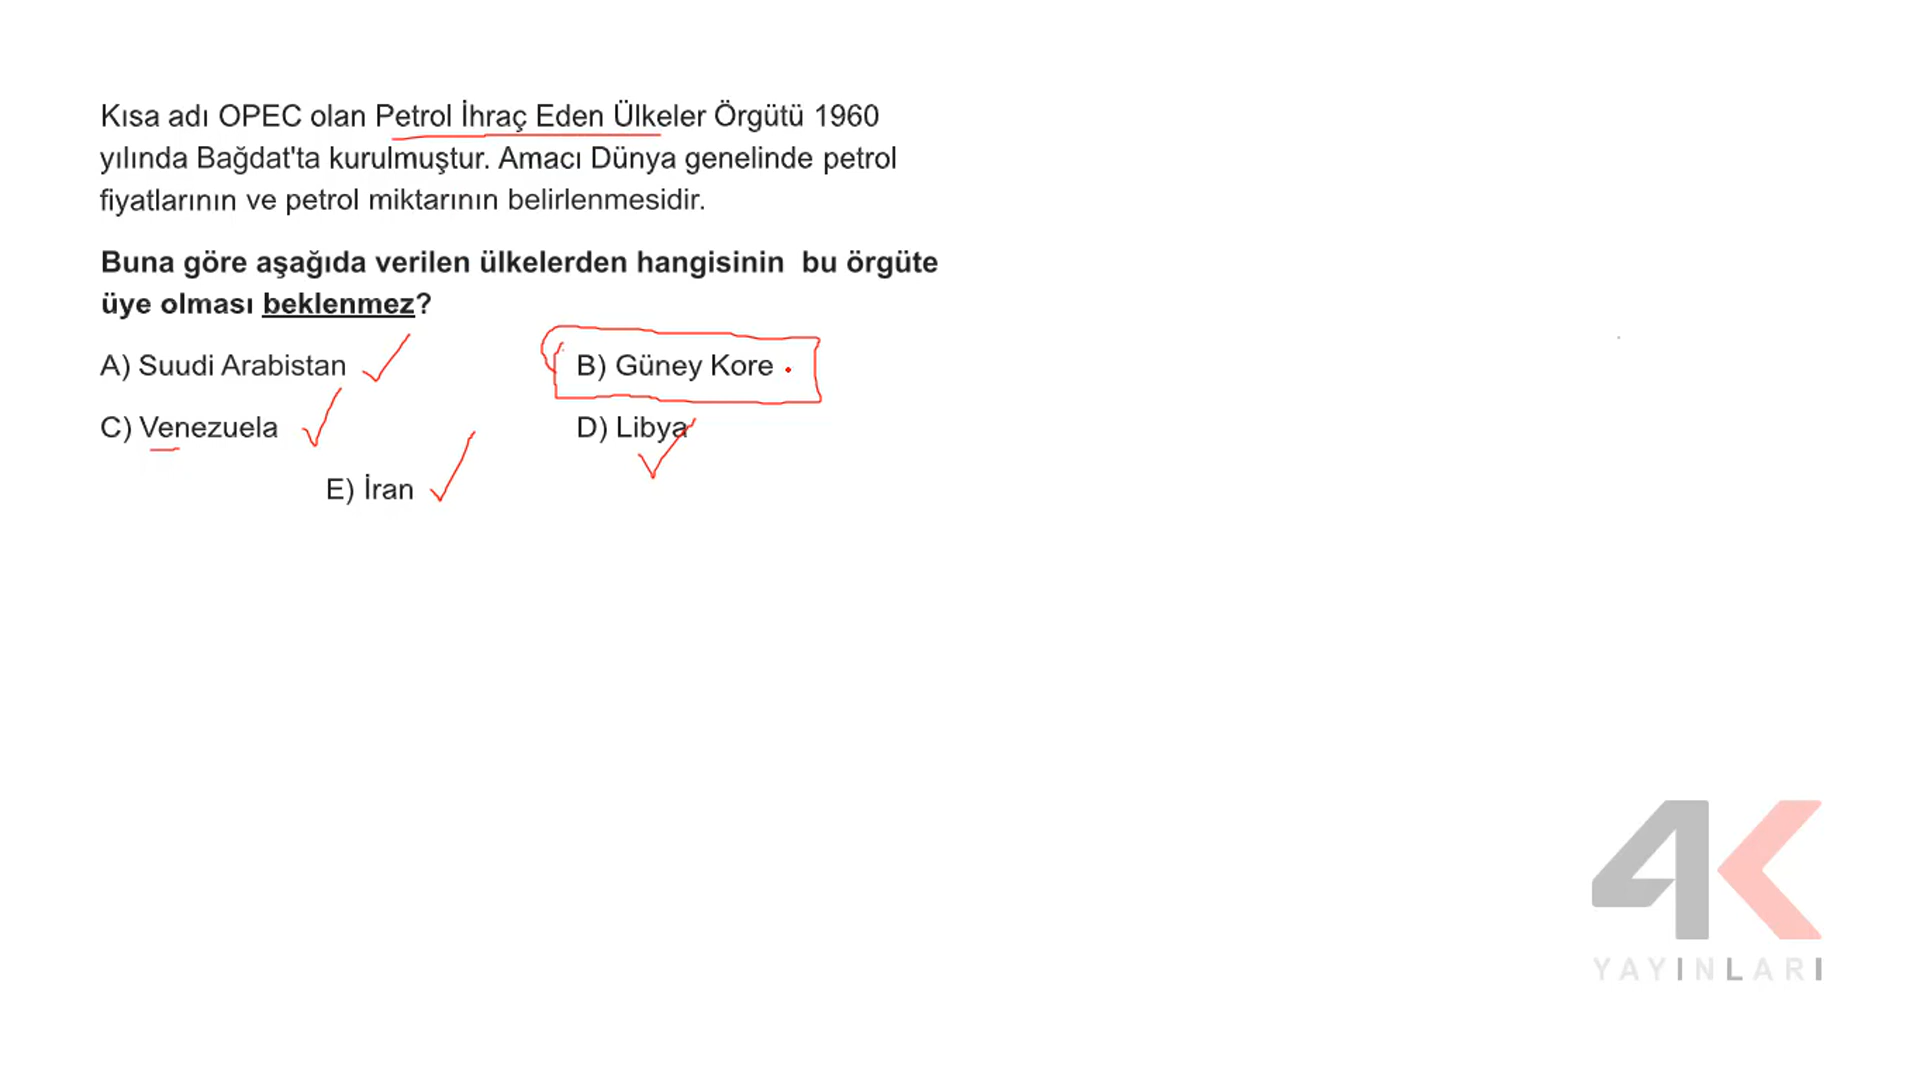 Kısa adı OPEC olan Petrol İhraç Eden Ülkeler Örgütü 1960
yılında Bağdat'ta kurulmuştur. Amacı Dünya genelinde petrol
fiyatlarının ve petrol miktarının belirlenmesidir.
Buna göre aşağıda verilen ülkelerden hangisinin bu örgüte
üye olması beklenmez?
A) Suudi Arabistan
B) Güney Kore
C) Venezuela
D) Libya
E) İran
4K
YAYINLARI